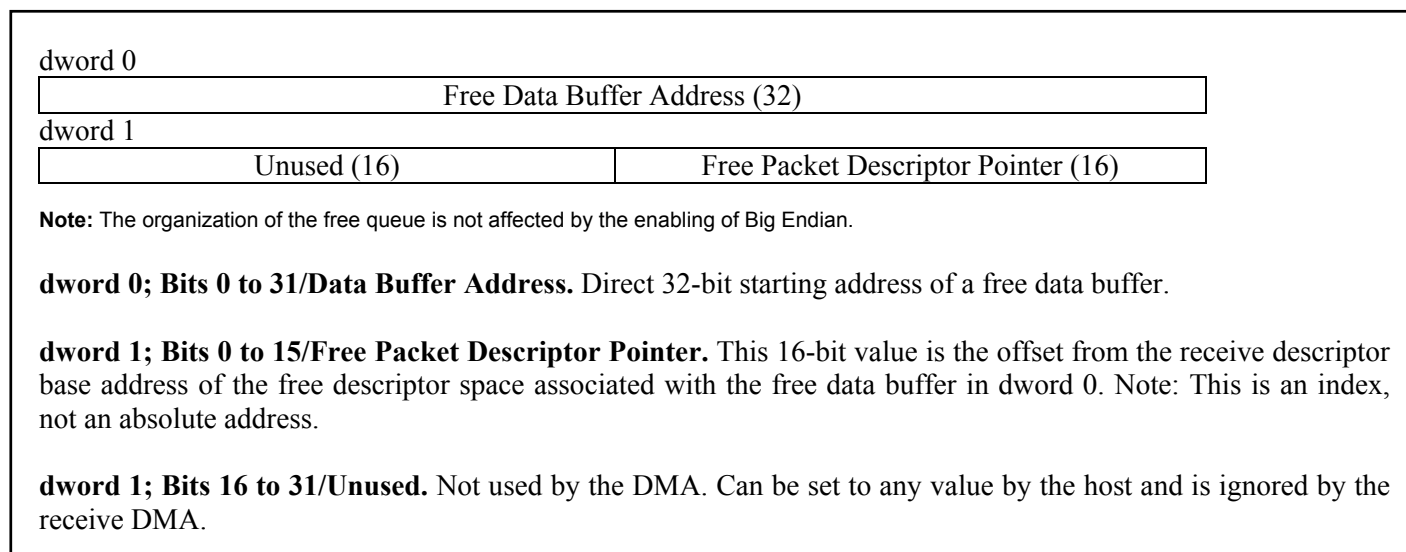 dword 0
Free Data Buffer Address (32)
dword 1
Unused (16) Free Packet Descriptor Pointer (16)
Note: The organization of the free queue is not affected by the enabling of Big Endian.
dword 0; Bits 0 to 31/Data Buffer Address. Direct 32-bit starting address of a free data buffer.
dword 1; Bits 0 to 15/Free Packet Descriptor Pointer. This 16-bit value is the offset from the receive descriptor
base address of the free descriptor space associated with the free data buffer in dword 0. Note: This is an index,
not an absolute address.
dword 1; Bits 16 to 31/Unused. Not used by the DMA. Can be set to any value by the host and is ignored by the
receive DMA.